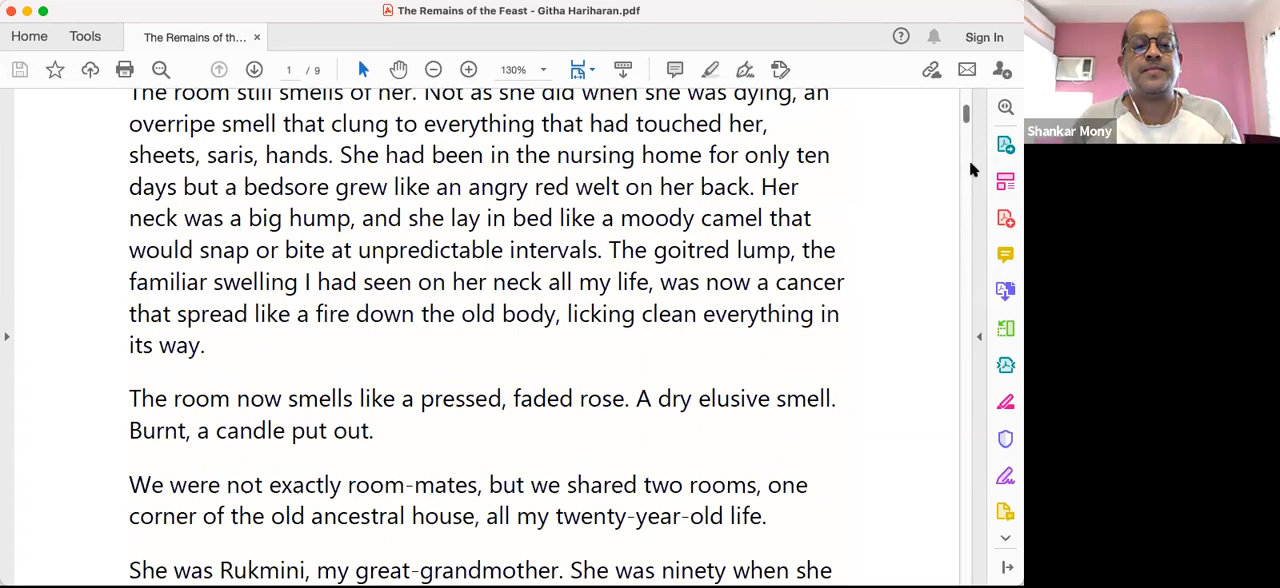 The Remains of the Feast - Githa Hariharan.pdf
Home Tools The Remains of th... × Sign In
1 / 9 130%
The room still smells of her. Not as she did when she was dying, an
overripe smell that clung to everything that had touched her,
sheets, saris, hands. She had been in the nursing home for only ten
days but a bedsore grew like an angry red welt on her back. Her
neck was a big hump, and she lay in bed like a moody camel that
would snap or bite at unpredictable intervals. The goitred lump, the
familiar swelling I had seen on her neck all my life, was now a cancer
that spread like a fire down the old body, licking clean everything in
its way.
The room now smells like a pressed, faded rose. A dry elusive smell.
Burnt, a candle put out.
We were not exactly room-mates, but we shared two rooms, one
corner of the old ancestral house, all my twenty-year-old life.
She was Rukmini, my great-grandmother. She was ninety when she
Shankar Mony